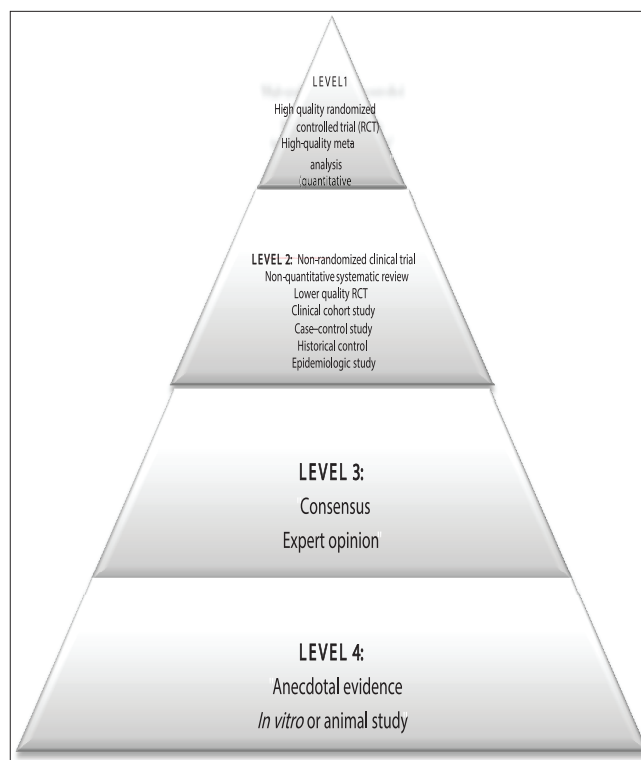 LEVEL1
High quality randomized
controlled trial (RCT)
High-quality meta
analysis
(quantitative
LEVEL 2: Non-randomized clinical trial
Non-quantitative systematic review
Lower quality RCT
Clinical cohort study
Case–control study
Historical control
Epidemiologic study
LEVEL 3:
Consensus
Expert opinion
LEVEL 4:
Anecdotal evidence
In vitro or animal study